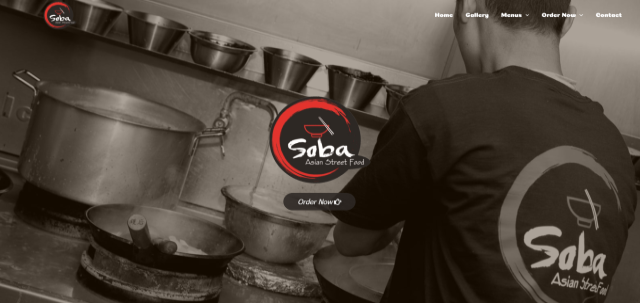 Soba
Home Gallery Menus Order Now Contact
Soba
Asian Street Food
Order Now
Soba
Asian Street Food